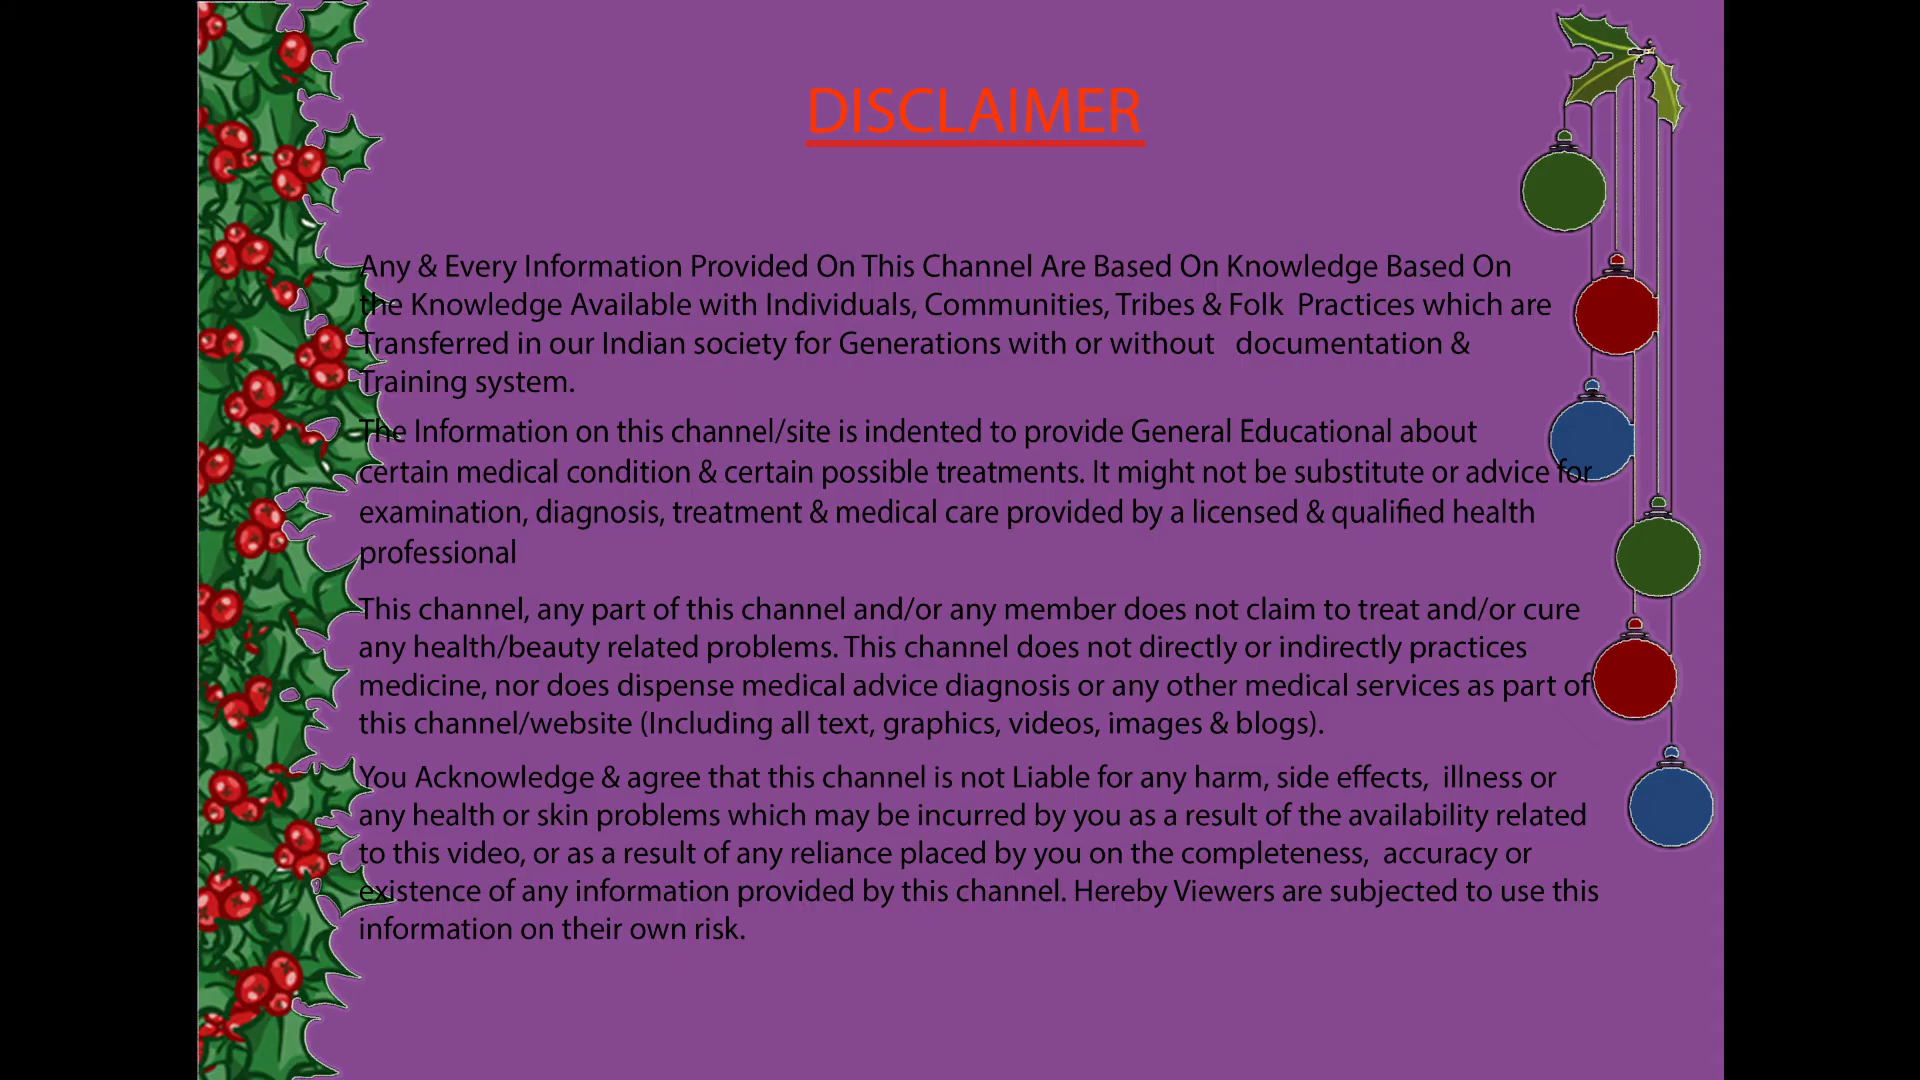 DISCLAIMER
Any & Every Information Provided On This Channel Are Based On Knowledge Based On
the Knowledge Available with Individuals, Communities, Tribes & Folk Practices which are
Transferred in our Indian society for Generations with or without documentation &
Training system.
The Information on this channel/site is indented to provide General Educational about
certain medical condition & certain possible treatments. It might not be substitute or advice for
examination, diagnosis, treatment & medical care provided by a licensed & qualified health
professional
This channel, any part of this channel and/or any member does not claim to treat and/or cure
any health/beauty related problems. This channel does not directly or indirectly practices
medicine, nor does dispense medical advice diagnosis or any other medical services as part of
this channel/website (Including all text, graphics, videos, images & blogs).
You Acknowledge & agree that this channel is not Liable for any harm, side effects, illness or
any health or skin problems which may be incurred by you as a result of the availability related
to this video, or as a result of any reliance placed by you on the completeness, accuracy or
existence of any information provided by this channel. Hereby Viewers are subjected to use this
information on their own risk.